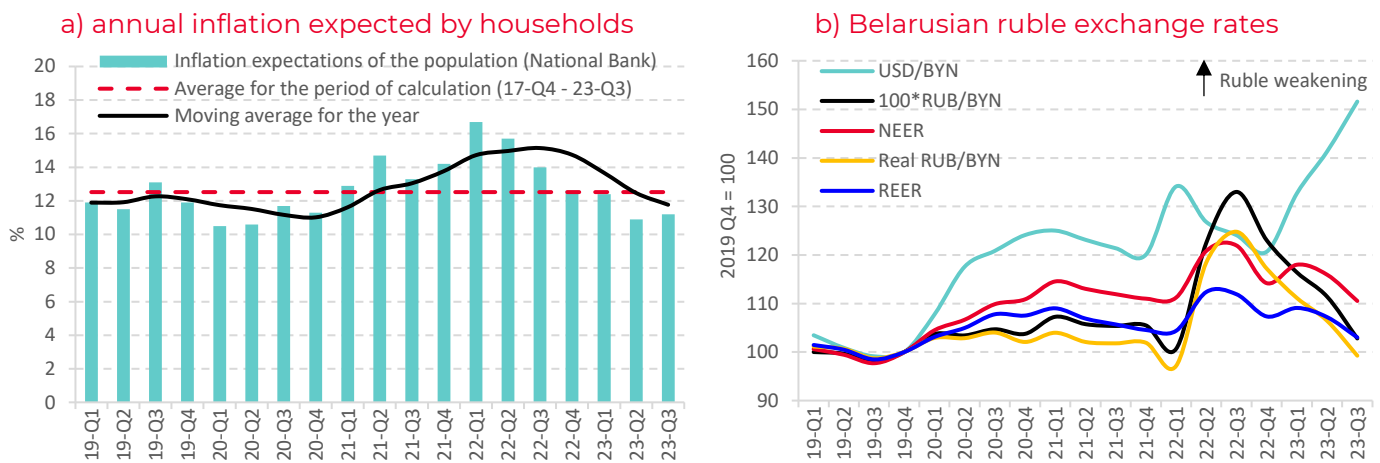 a) annual inflation expected by households
Inflation expectations of the population (National Bank)
Average for the period of calculation (17-Q4 - 23-Q3)
Moving average for the year
%
20
18
16
14
12
10
8
6
4
2
0
19-Q1
19-Q2
19-Q3
19-Q4
20-Q1
20-Q2
20-Q3
20-Q4
21-Q1
21-Q2
21-Q3
21-Q4
22-Q1
22-Q2
22-Q3
22-Q4
23-Q1
23-Q2
23-Q3
b) Belarusian ruble exchange rates
USD/BYN
100*RUB/BYN
NEER
Real RUB/BYN
REER
Ruble weakening
2019 Q4 = 100
160
150
140
130
120
110
100
90
19-Q1
19-Q2
19-Q3
19-Q4
20-Q1
20-Q2
20-Q3
20-Q4
21-Q1
21-Q2
21-Q3
21-Q4
22-Q1
22-Q2
22-Q3
22-Q4
23-Q1
23-Q2
23-Q3